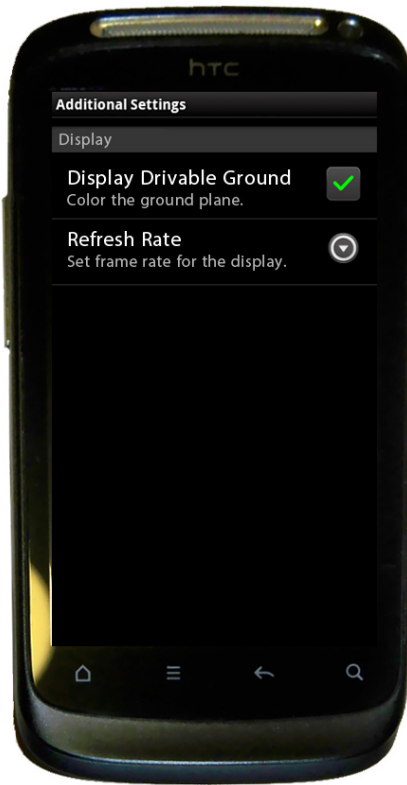 hTC
Additional Settings
Display
Display Drivable Ground
Color the ground plane.
Refresh Rate
Set frame rate for the display.